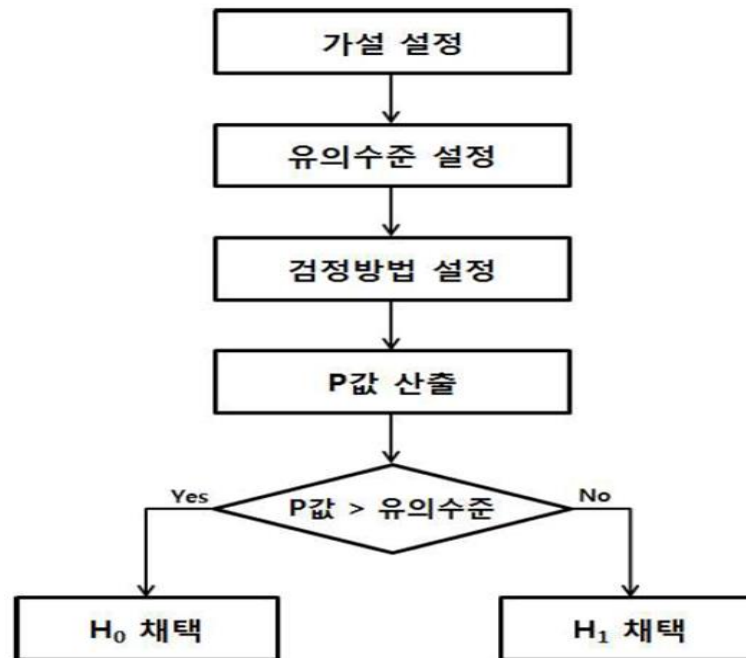 가설 설정
유의수준 설정
검정방법 설정
P값 산출
P값 > 유의수준
Yes
No
H₀ 채택
H₁ 채택